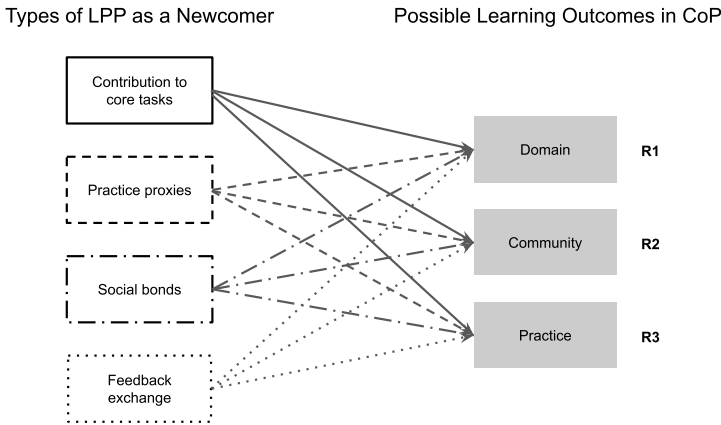 Types of LPP as a Newcomer
Possible Learning Outcomes in CoP
Contribution to
core tasks
Practice proxies
Social bonds
Feedback
exchange
Domain
R1
Community
R2
Practice
R3